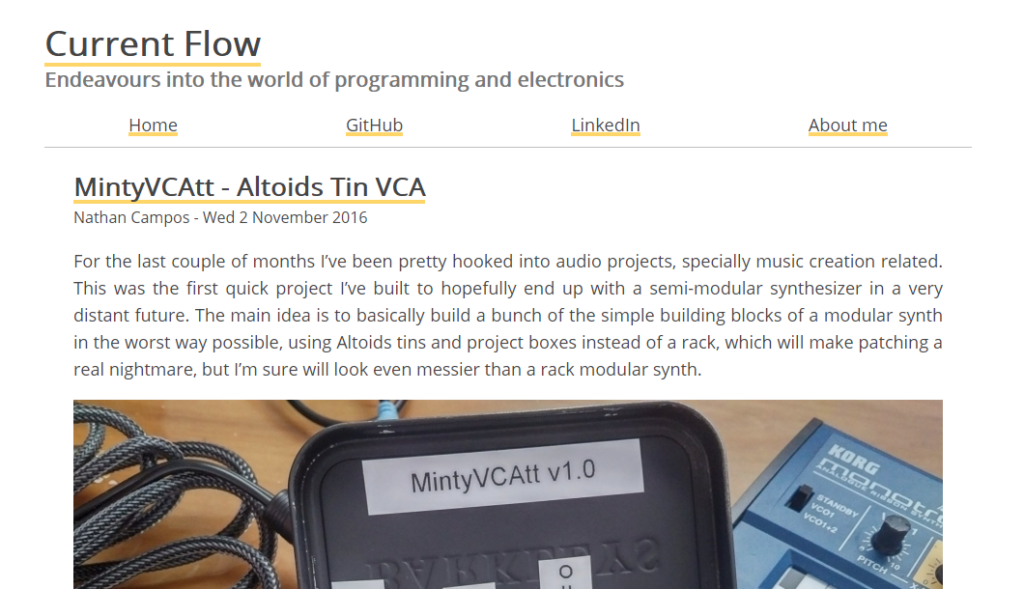 Current Flow
Endeavours into the world of programming and electronics
Home GitHub LinkedIn About me
MintyVCAtt - Altoids Tin VCA
Nathan Campos - Wed 2 November 2016
For the last couple of months I’ve been pretty hooked into audio projects, specially music creation related.
This was the first quick project I’ve built to hopefully end up with a semi-modular synthesizer in a very
distant future. The main idea is to basically build a bunch of the simple building blocks of a modular synth
in the worst way possible, using Altoids tins and project boxes instead of a rack, which will make patching a
real nightmare, but I’m sure will look even messier than a rack modular synth.
MintyVCAtt v1.0
KORG
STANDBY
VCO1
VCO1+2
PITCH